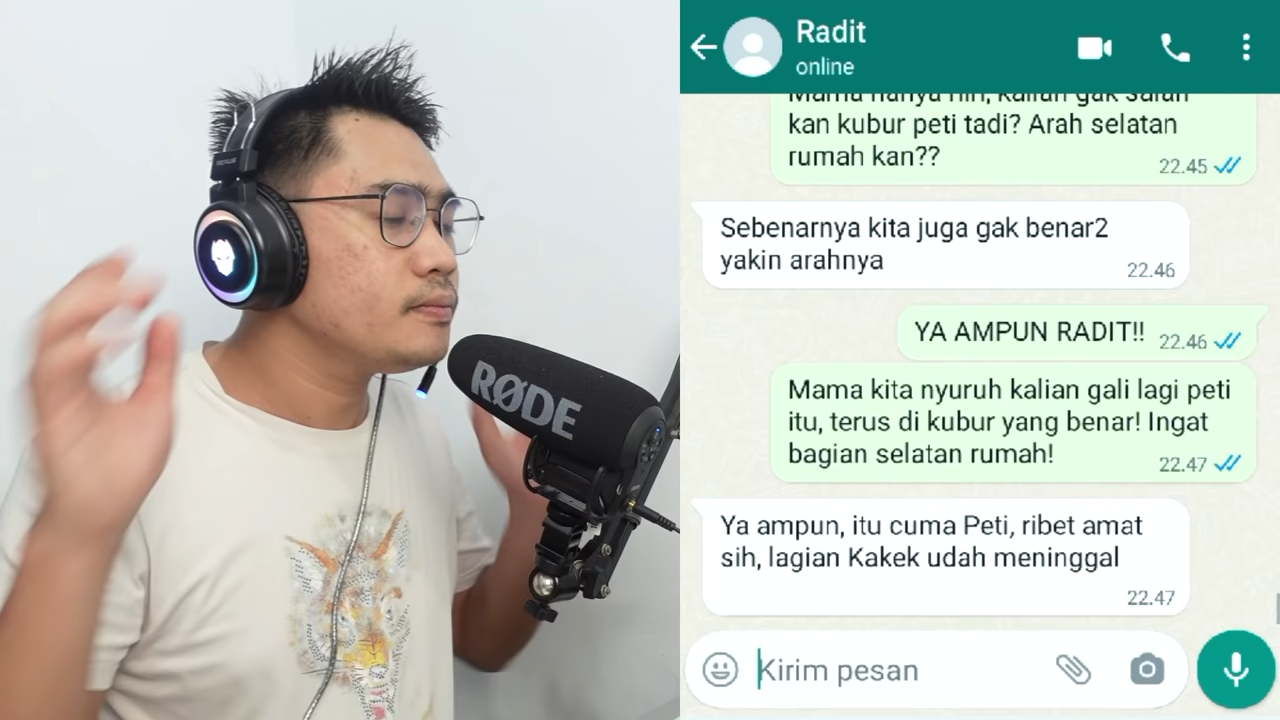 RØDE
Radit
online
kan kubur peti tadi? Arah selatan
rumah kan??
22.45
Sebenarnya kita juga gak benar2
yakin arahnya
22.46
YA AMPUN RADIT!!
22.46
Mama kita nyuruh kalian gali lagi peti
itu, terus di kubur yang benar! Ingat
bagian selatan rumah!
22.47
Ya ampun, itu cuma Peti, ribet amat
sih, lagian Kakek udah meninggal
22.47
Kirim pesan